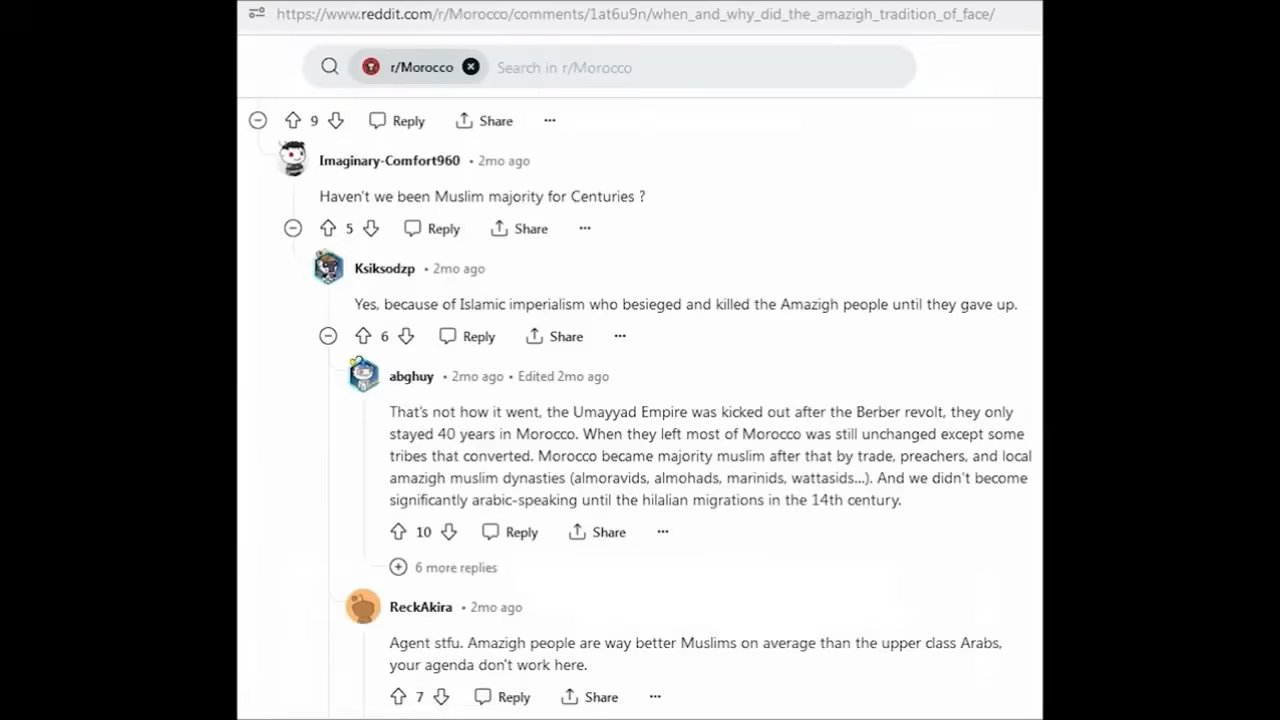 https://www.reddit.com/r/Morocco/comments/1at6u9n/when_and_why_did_the_amazigh_tradition_of_face/
r/Morocco Search in r/Morocco
9 Reply Share ...
Imaginary-Comfort960 • 2mo ago
Haven't we been Muslim majority for Centuries ?
5 Reply Share ...
Ksiksodzp • 2mo ago
Yes, because of Islamic imperialism who besieged and killed the Amazigh people until they gave up.
6 Reply Share ...
abghuy • 2mo ago • Edited 2mo ago
That's not how it went, the Umayyad Empire was kicked out after the Berber revolt, they only
stayed 40 years in Morocco. When they left most of Morocco was still unchanged except some
tribes that converted. Morocco became majority muslim after that by trade, preachers, and local
amazigh muslim dynasties (almoravids, almohads, marinids, wattasids...). And we didn't become
significantly arabic-speaking until the hilalian migrations in the 14th century.
10 Reply Share ...
6 more replies
ReckAkira • 2mo ago
Agent stfu. Amazigh people are way better Muslims on average than the upper class Arabs,
your agenda don't work here.
7 Reply Share ...